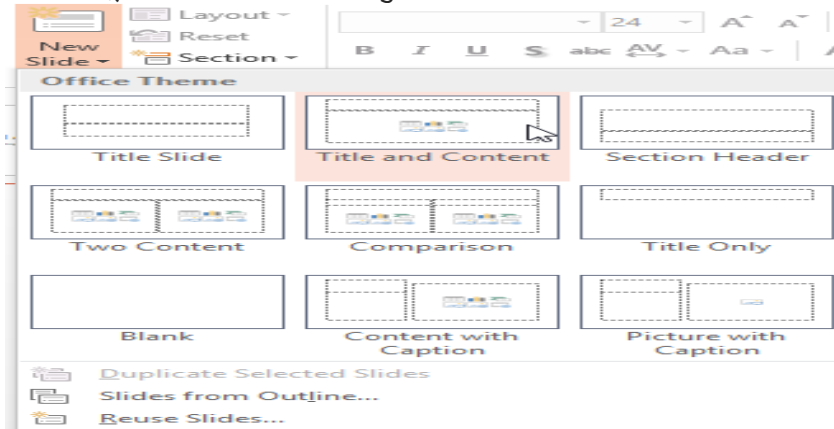 Layout
New
Slide
Reset
Section
24
A A
B I U S abc AV Aa
Office Theme
Title Slide
Title and Content
Section Header
Two Content
Comparison
Title Only
Blank
Content with
Caption
Picture with
Caption
Duplicate Selected Slides
Slides from Outline...
Reuse Slides...